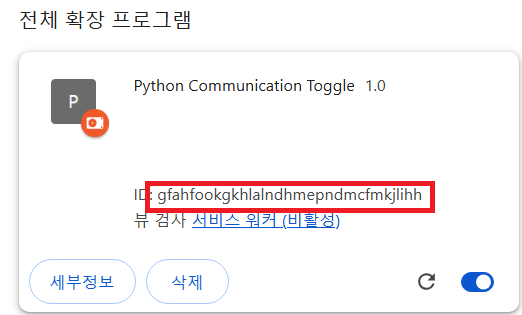 전체 확장 프로그램
P
Python Communication Toggle 1.0
ID: gfahfookgkhlalndhmepndmcfmkjlihh
뷰 검사 서비스 워커 (비활성)
세부정보 삭제